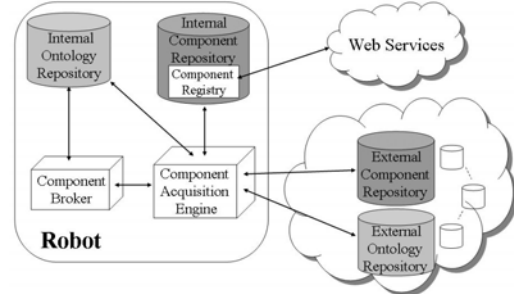 Internal
Ontology
Repository
Internal
Component
Repository
Component
Registry
Web Services
Component
Broker
Component
Acquisition
Engine
External
Component
Repository
External
Ontology
Repository
Robot